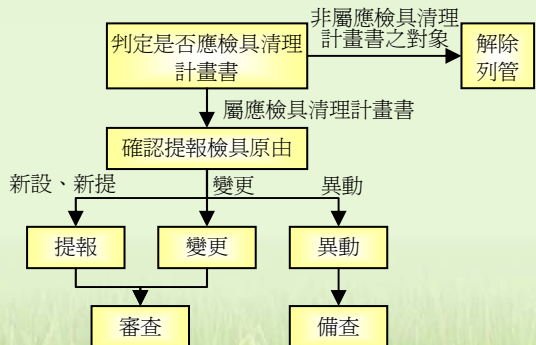 判定是否應檢具清理
計畫書
非屬應檢具清理
計畫書之對象
解除
列管
屬應檢具清理計畫書
確認提報檢具原由
新設、新提
變更
異動
提報
變更
異動
審查
備查